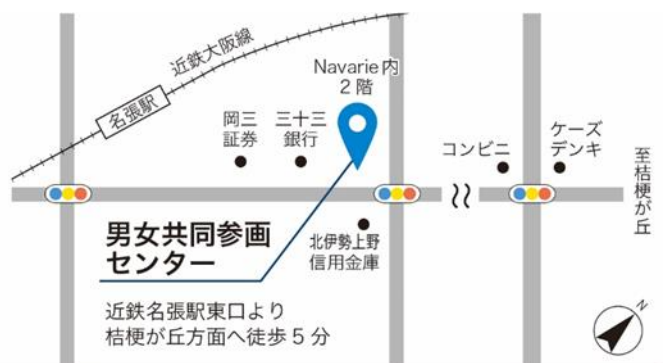 近鉄大阪線
名張駅
Navarie内
2階
岡三
証券
三十三
銀行
コンビニ
ケーズ
デンキ
至桔梗が丘
男女共同参画
センター
北伊勢上野
信用金庫
近鉄名張駅東口より
桔梗が丘方面へ徒歩5分
N